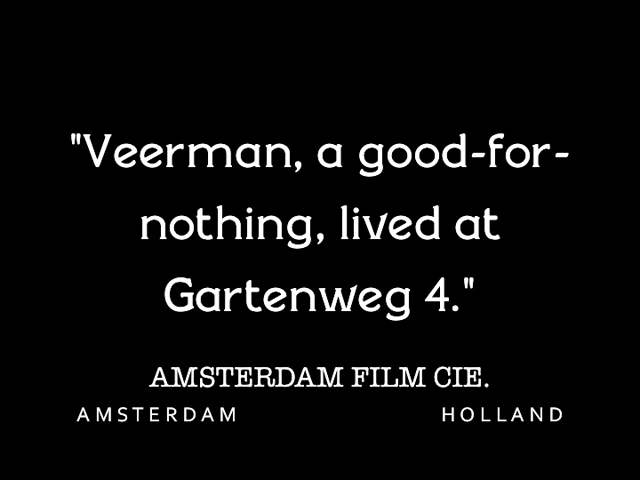 "Veerman, a good-for-
nothing, lived at
Gartenweg 4."
AMSTERDAM FILM CIE.
AMSTERDAM HOLLAND